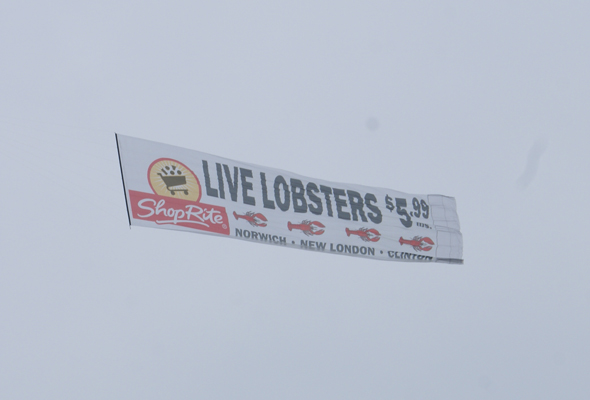 LIVE LOBSTERS $5.99
ShopRite®
NORWICH • NEW LONDON • CLINTON